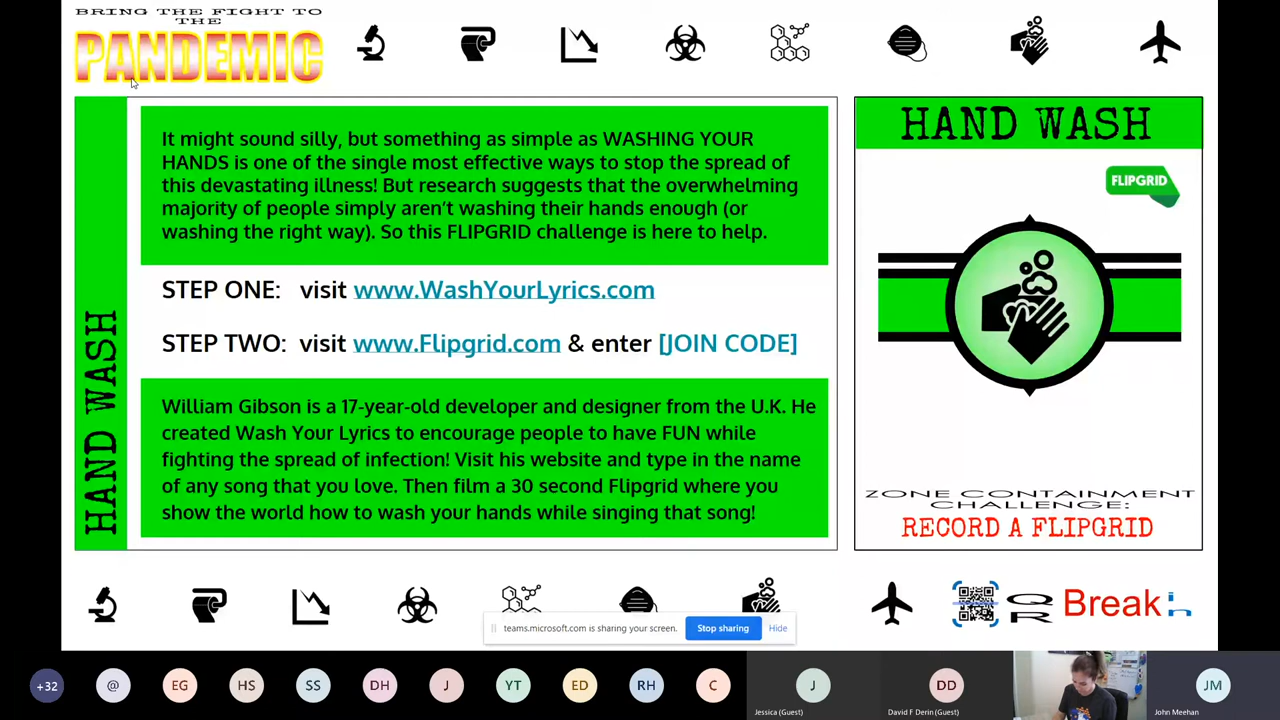 BRING THE FIGHT TO
THE
PANDEMIC
HAND WASH
It might sound silly, but something as simple as WASHING YOUR
HANDS is one of the single most effective ways to stop the spread of
this devastating illness! But research suggests that the overwhelming
majority of people simply aren't washing their hands enough (or
washing the right way). So this FLIPGRID challenge is here to help.
STEP ONE: visit www.WashYourLyrics.com
STEP TWO: visit www.Flipgrid.com & enter [JOIN CODE]
William Gibson is a 17-year-old developer and designer from the U.K. He
created Wash Your Lyrics to encourage people to have FUN while
fighting the spread of infection! Visit his website and type in the name
of any song that you love. Then film a 30 second Flipgrid where you
show the world how to wash your hands while singing that song!
HAND WASH
FLIPGRID
ZONE CONTAINMENT
CHALLENGE:
RECORD A FLIPGRID
QR Break in
teams.microsoft.com is sharing your screen. Stop sharing Hide
+32 @ EG HS SS DH J YT ED RH C J DD JM
Jessica (Guest) David F Derin (Guest) John Meehan